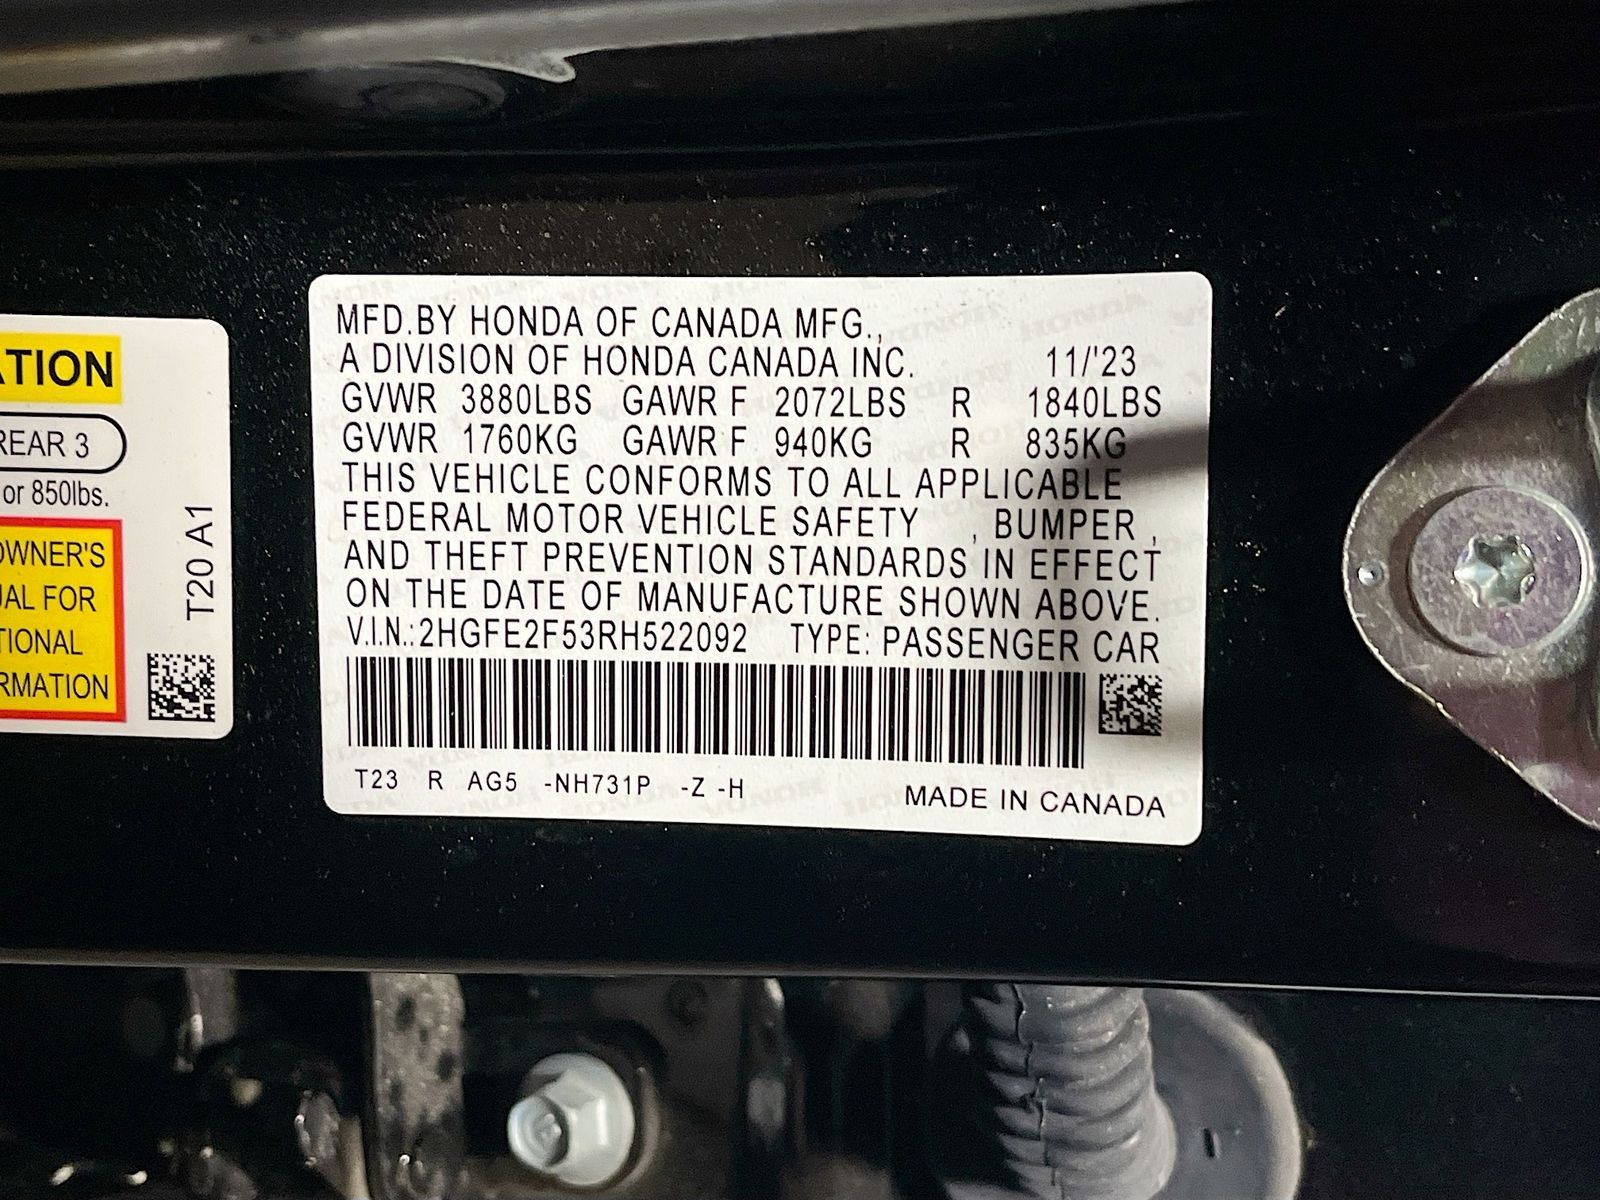 ATION
REAR 3
or 850lbs.
OWNER'S
UAL FOR
TIONAL
RMATION
T20 A1
MFD.BY HONDA OF CANADA MFG.,
A DIVISION OF HONDA CANADA INC. 11/'23
GVWR 3880LBS GAWR F 2072LBS R 1840LBS
GVWR 1760KG GAWR F 940KG R 835KG
THIS VEHICLE CONFORMS TO ALL APPLICABLE
FEDERAL MOTOR VEHICLE SAFETY , BUMPER ,
AND THEFT PREVENTION STANDARDS IN EFFECT
ON THE DATE OF MANUFACTURE SHOWN ABOVE.
V.I.N.:2HGFE2F53RH522092 TYPE: PASSENGER CAR
T23 R AG5 -NH731P -Z -H
MADE IN CANADA